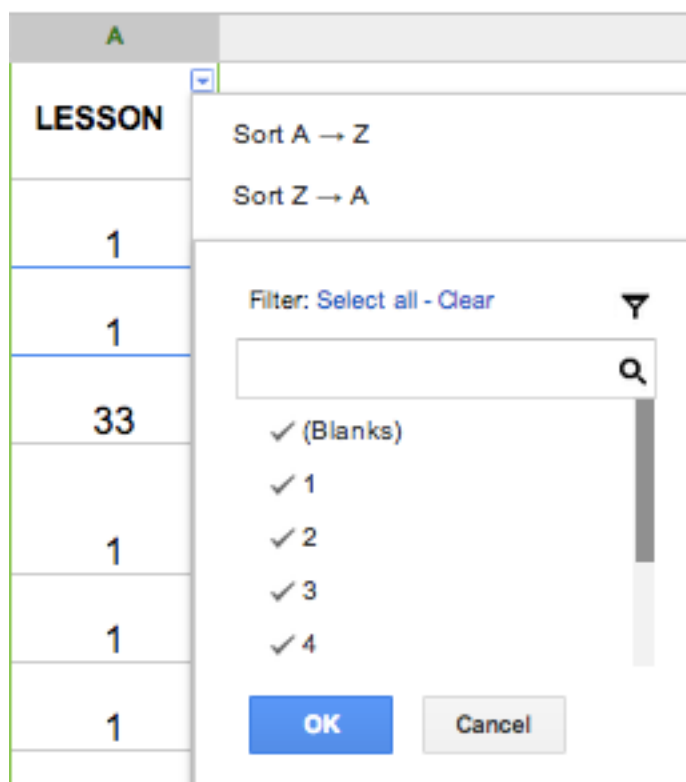 A
LESSON
Sort A → Z
Sort Z → A
1
Filter: Select all - Clear
1
33
(Blanks)
1
2
1
3
1
4
1
OK
Cancel